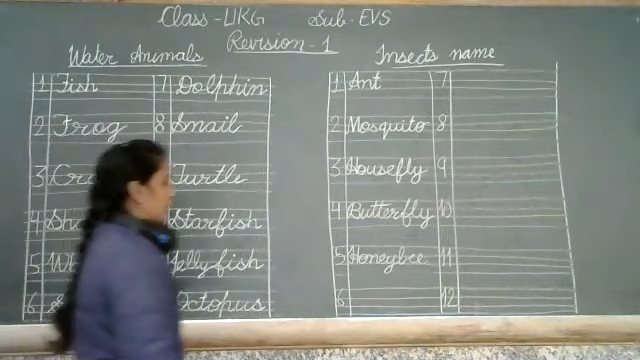 Class - UKG Sub - EVS
Revision - 1
Water Animals
1 Fish 7 Dolphin
2 Frog 8 Snail
3 Turtle
4 Starfish
5 Jellyfish
6 Octopus
Insects name
1 Ant 7
2 Mosquito 8
3 Housefly 9
4 Butterfly 10
5 Honeybee 11
6 12